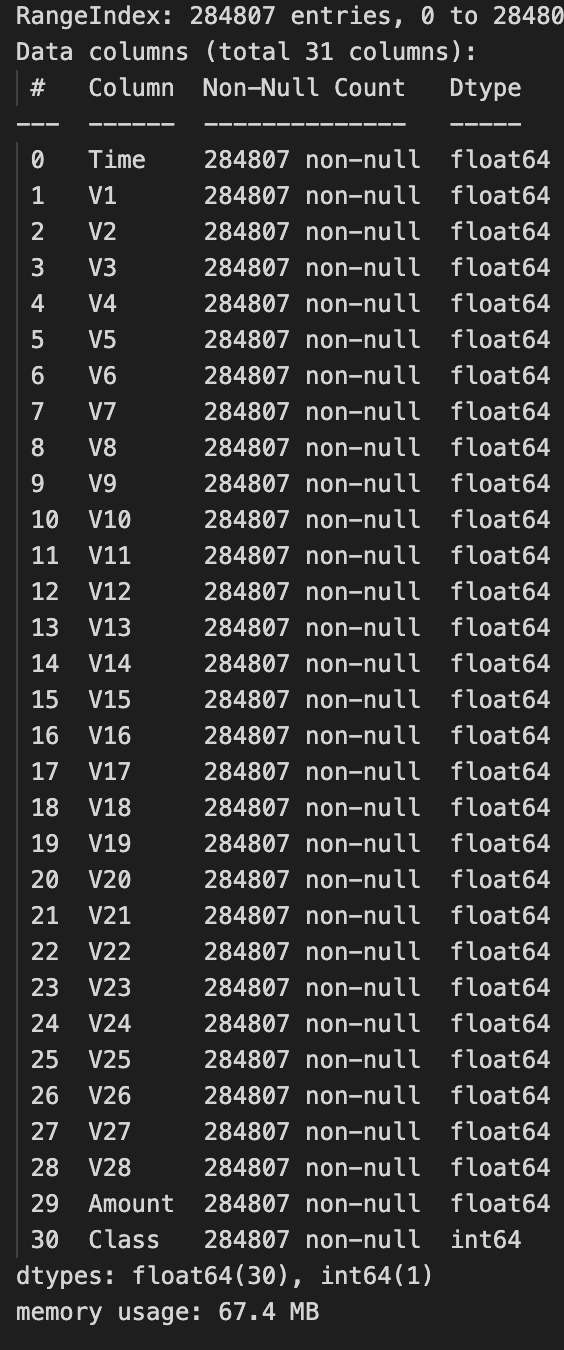 RangeIndex: 284807 entries, 0 to 28480
Data columns (total 31 columns):
#   Column  Non-Null Count   Dtype
---  ------  --------------   -----
0   Time    284807 non-null  float64
1   V1      284807 non-null  float64
2   V2      284807 non-null  float64
3   V3      284807 non-null  float64
4   V4      284807 non-null  float64
5   V5      284807 non-null  float64
6   V6      284807 non-null  float64
7   V7      284807 non-null  float64
8   V8      284807 non-null  float64
9   V9      284807 non-null  float64
10  V10     284807 non-null  float64
11  V11     284807 non-null  float64
12  V12     284807 non-null  float64
13  V13     284807 non-null  float64
14  V14     284807 non-null  float64
15  V15     284807 non-null  float64
16  V16     284807 non-null  float64
17  V17     284807 non-null  float64
18  V18     284807 non-null  float64
19  V19     284807 non-null  float64
20  V20     284807 non-null  float64
21  V21     284807 non-null  float64
22  V22     284807 non-null  float64
23  V23     284807 non-null  float64
24  V24     284807 non-null  float64
25  V25     284807 non-null  float64
26  V26     284807 non-null  float64
27  V27     284807 non-null  float64
28  V28     284807 non-null  float64
29  Amount  284807 non-null  float64
30  Class   284807 non-null  int64
dtypes: float64(30), int64(1)
memory usage: 67.4 MB